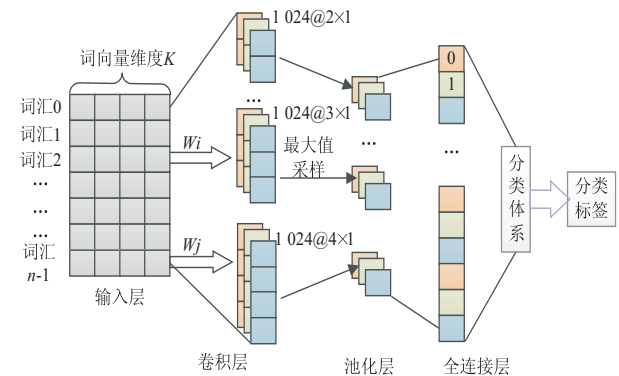 词向量维度K
词汇0
词汇1
词汇2
...
...
...
词汇
n-1
输入层
Wi
Wj
1 024@2×1
...
1 024@3×1
1 024@4×1
卷积层
最大值
采样
...
池化层
0
1
...
全连接层
分类体系
分类
标签